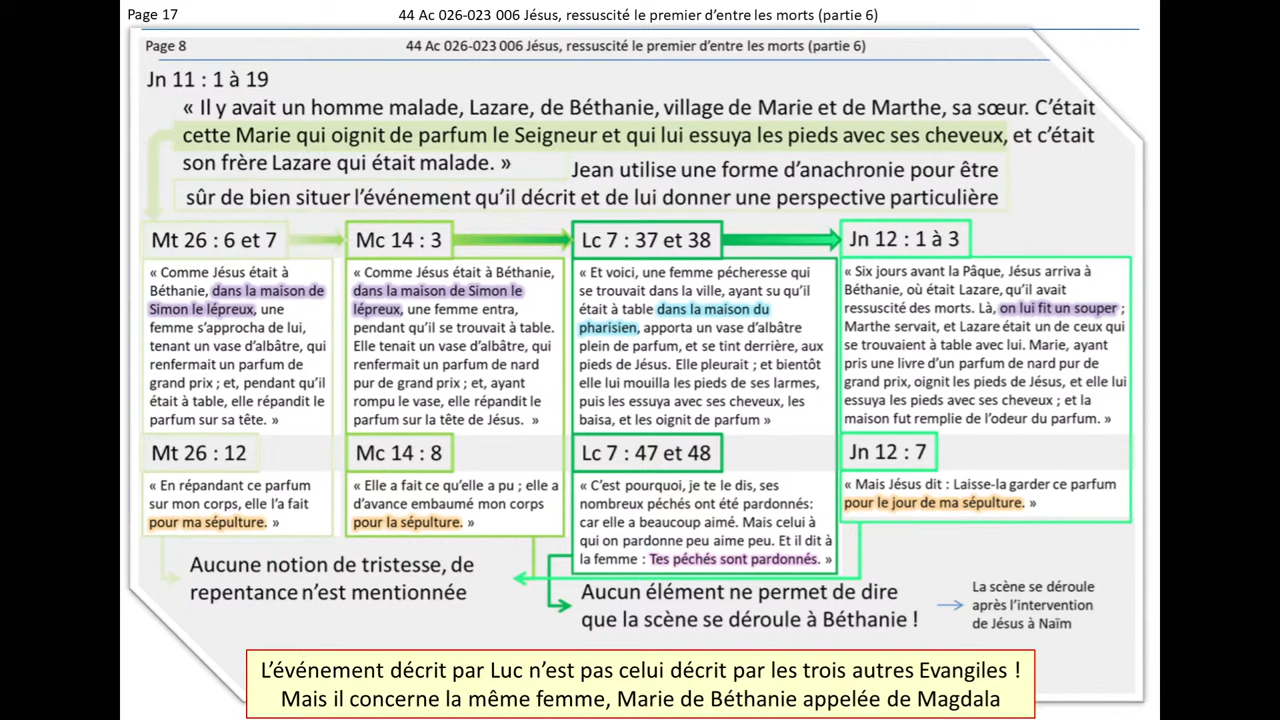 Page 17
44 Ac 026-023 006 Jésus, ressuscité le premier d’entre les morts (partie 6)
Page 8
44 Ac 026-023 006 Jésus, ressuscité le premier d’entre les morts (partie 6)
Jn 11 : 1 à 19
« Il y avait un homme malade, Lazare, de Béthanie, village de Marie et de Marthe, sa sœur. C’était
cette Marie qui oignit de parfum le Seigneur et qui lui essuya les pieds avec ses cheveux, et c’était
son frère Lazare qui était malade. »
Jean utilise une forme d’anachronie pour être
sûr de bien situer l’événement qu’il décrit et de lui donner une perspective particulière
Mt 26 : 6 et 7
« Comme Jésus était à
Béthanie, dans la maison de
Simon le lépreux, une
femme s’approcha de lui,
tenant un vase d’albâtre, qui
renfermait un parfum de
grand prix ; et, pendant qu’il
était à table, elle répandit le
parfum sur sa tête. »
Mt 26 : 12
« En répandant ce parfum
sur mon corps, elle l’a fait
pour ma sépulture. »
Mc 14 : 3
« Comme Jésus était à Béthanie,
dans la maison de Simon le
lépreux, une femme entra,
pendant qu’il se trouvait à table.
Elle tenait un vase d’albâtre, qui
renfermait un parfum de nard
pur de grand prix ; et, ayant
rompu le vase, elle répandit le
parfum sur la tête de Jésus. »
Mc 14 : 8
« Elle a fait ce qu’elle a pu ; elle a
d’avance embaumé mon corps
pour la sépulture. »
Lc 7 : 37 et 38
« Et voici, une femme pécheresse qui
se trouvait dans la ville, ayant su qu’il
était à table dans la maison du
pharisien, apporta un vase d’albâtre
plein de parfum, et se tint derrière, aux
pieds de Jésus. Elle pleurait ; et bientôt
elle lui mouilla les pieds de ses larmes,
puis les essuya avec ses cheveux, les
baisa, et les oignit de parfum »
Lc 7 : 47 et 48
« C’est pourquoi, je te le dis, ses
nombreux péchés ont été pardonnés:
car elle a beaucoup aimé. Mais celui à
qui on pardonne peu aime peu. Et il dit à
la femme : Tes péchés sont pardonnés. »
Jn 12 : 1 à 3
« Six jours avant la Pâque, Jésus arriva à
Béthanie, où était Lazare, qu’il avait
ressuscité des morts. Là, on lui fit un souper ;
Marthe servait, et Lazare était un de ceux qui
se trouvaient à table avec lui. Marie, ayant
pris une livre d’un parfum de nard pur de
grand prix, oignit les pieds de Jésus, et elle lui
essuya les pieds avec ses cheveux ; et la
maison fut remplie de l’odeur du parfum. »
Jn 12 : 7
« Mais Jésus dit : Laisse-la garder ce parfum
pour le jour de ma sépulture. »
Aucune notion de tristesse, de
repentance n’est mentionnée
Aucun élément ne permet de dire
que la scène se déroule à Béthanie !
La scène se déroule
après l’intervention
de Jésus à Naïm
L’événement décrit par Luc n’est pas celui décrit par les trois autres Evangiles !
Mais il concerne la même femme, Marie de Béthanie appelée de Magdala